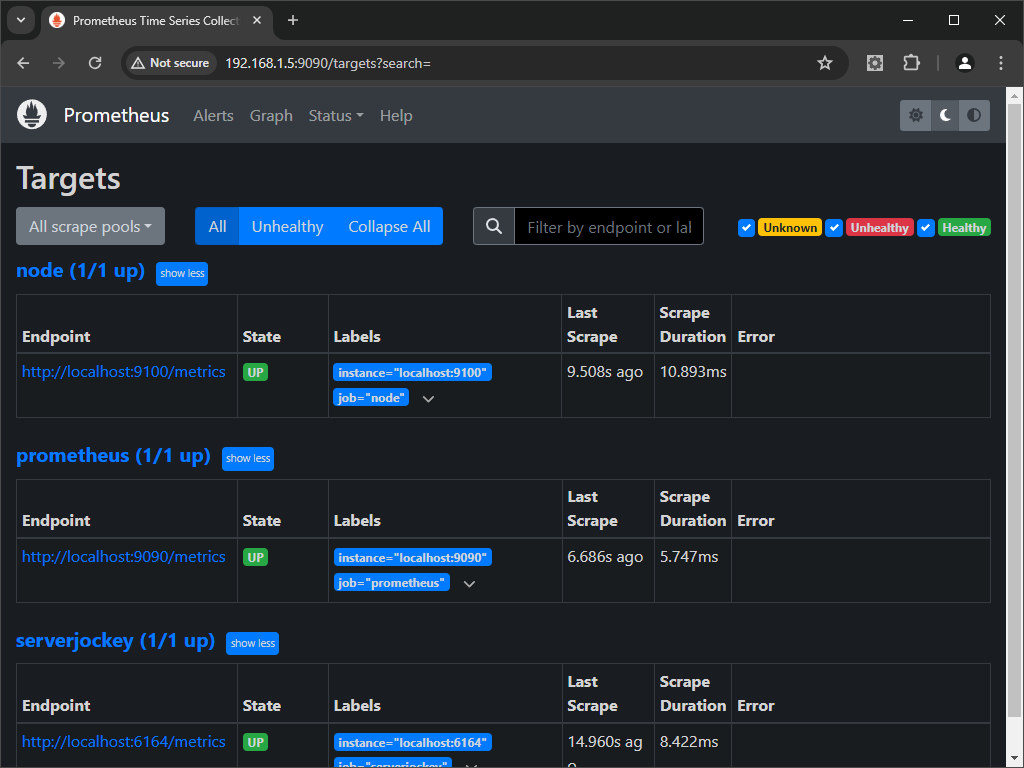 Prometheus Time Series Collect
Not secure 192.168.1.5:9090/targets?search=
Prometheus Alerts Graph Status Help
Targets
All scrape pools All Unhealthy Collapse All Filter by endpoint or lal Unknown Unhealthy Healthy
node (1/1 up) show less
Endpoint State Labels Last Scrape Scrape Duration Error
http://localhost:9100/metrics UP instance="localhost:9100" 9.508s ago 10.893ms
job="node"
prometheus (1/1 up) show less
Endpoint State Labels Last Scrape Scrape Duration Error
http://localhost:9090/metrics UP instance="localhost:9090" 6.686s ago 5.747ms
job="prometheus"
serverjockey (1/1 up) show less
Endpoint State Labels Last Scrape Scrape Duration Error
http://localhost:6164/metrics UP instance="localhost:6164" 14.960s ag 8.422ms
job="serverjockey" o